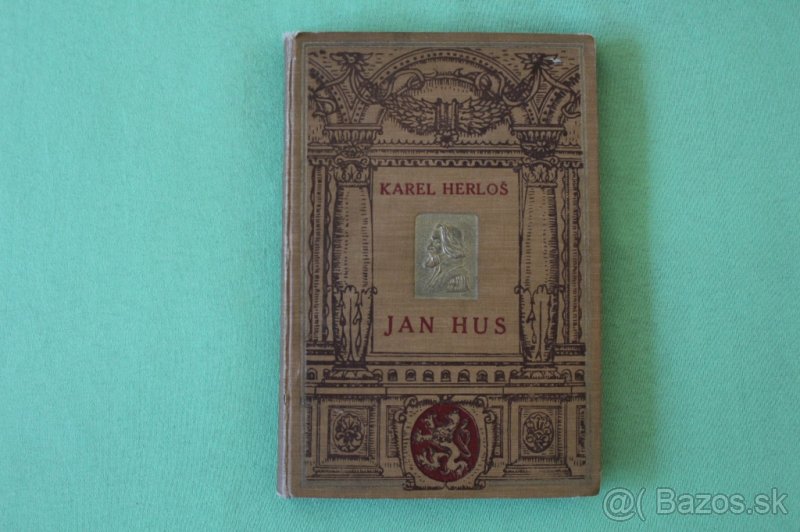 KAREL HERLOŠ
JAN HUS
@( Bazos.sk